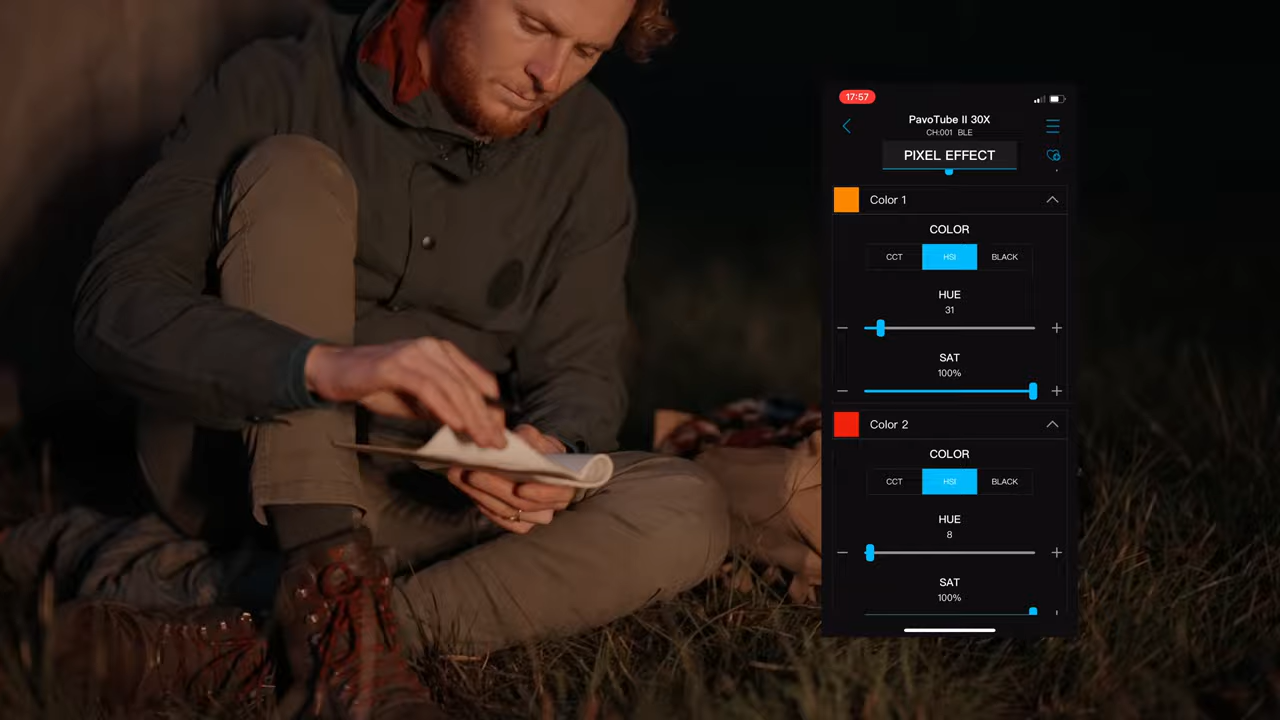 17:57
PavoTube II 30X
CH:001 BLE
PIXEL EFFECT
Color 1
COLOR
CCT HSI BLACK
HUE
31
SAT
100%
Color 2
COLOR
CCT HSI BLACK
HUE
8
SAT
100%